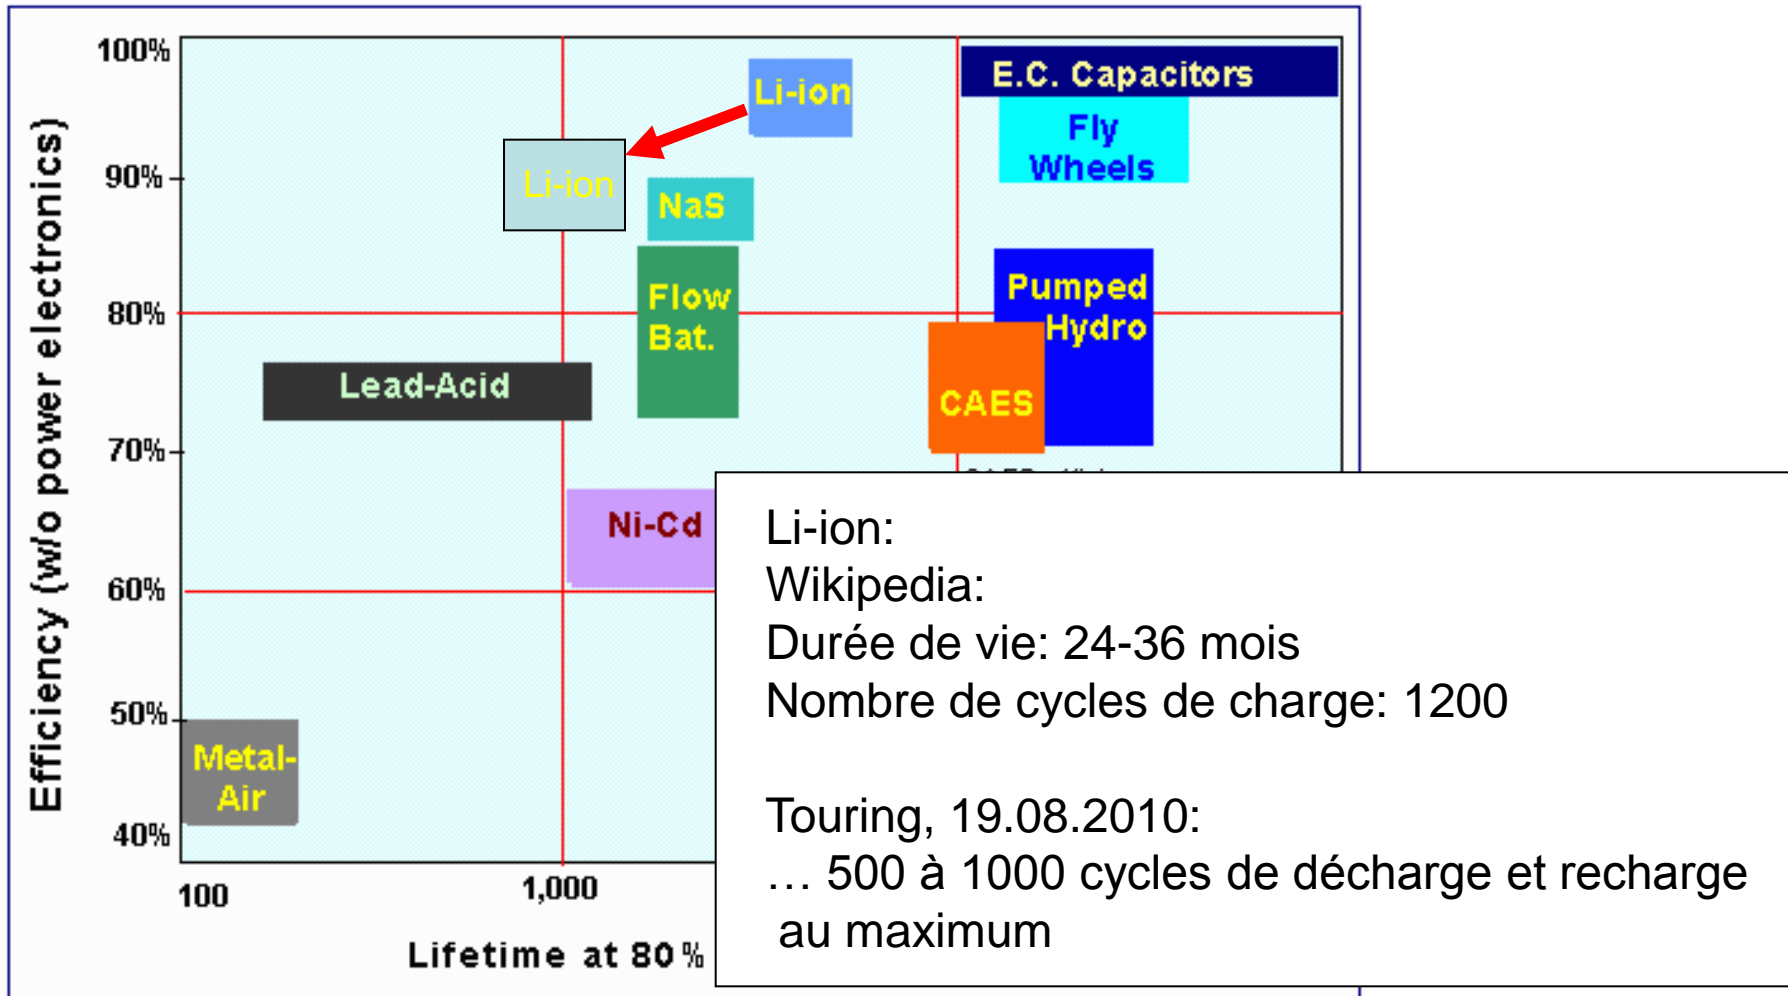 100%
90%
80%
70%
60%
50%
40%
Efficiency (w/o power electronics)
Li-ion
Li-ion
NaS
Flow
Bat.
Lead-Acid
Ni-Cd
Metal-
Air
E.C. Capacitors
Fly
Wheels
Pumped
Hydro
CAES
100
1,000
Lifetime at 80%
Li-ion:
Wikipedia:
Durée de vie: 24-36 mois
Nombre de cycles de charge: 1200
Touring, 19.08.2010:
… 500 à 1000 cycles de décharge et recharge
au maximum